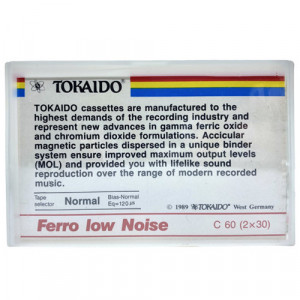 TOKAIDO
TOKAIDO cassettes are manufactured to the
highest demands of the recording industry and
represent new advances in gamma ferric oxide
and chromium dioxide formulations. Accicular
magnetic particles dispersed in a unique binder
system ensure improved maximum output levels
(MOL) and provided you with lifelike sound
reproduction over the range of modern recorded
music.
Tape selector Normal Bias-Normal Eq=120 µs
© 1989 TOKAIDO West Germany
Ferro low Noise C 60 (2×30)